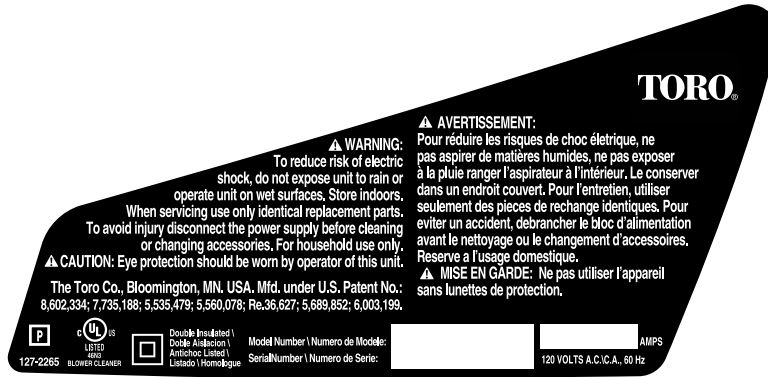 TORO®
⚠ WARNING:
To reduce risk of electric
shock, do not expose unit to rain or
operate unit on wet surfaces. Store indoors.
When servicing use only identical replacement parts.
To avoid injury disconnect the power supply before cleaning
or changing accessories. For household use only.
⚠ CAUTION: Eye protection should be worn by operator of this unit.
The Toro Co., Bloomington, MN. USA. Mfd. under U.S. Patent No.:
8,602,334; 7,735,188; 5,535,479; 5,560,078; Re.36,627; 5,689,852; 6,003,199.
⚠ AVERTISSEMENT:
Pour réduire les risques de choc életrique, ne
pas aspirer de matières humides, ne pas exposer
à la pluie ranger l'aspirateur à l'intérieur. Le conserver
dans un endroit couvert. Pour l'entretien, utiliser
seulement des pieces de rechange identiques. Pour
eviter un accident, debrancher le bloc d'alimentation
avant le nettoyage ou le changement d'accessoires.
Reserve a l'usage domestique.
⚠ MISE EN GARDE: Ne pas utiliser l'appareil
sans lunettes de protection.
P
127-2265
C UL US
LISTED
46N3
BLOWER CLEANER
Double Insulated \
Doble Aislacion \
Antichoc Listed \
Listado \ Homologue
Model Number \ Numero de Modele:
SerialNumber \ Numero de Serie:
AMPS
120 VOLTS A.C.\C.A., 60 Hz